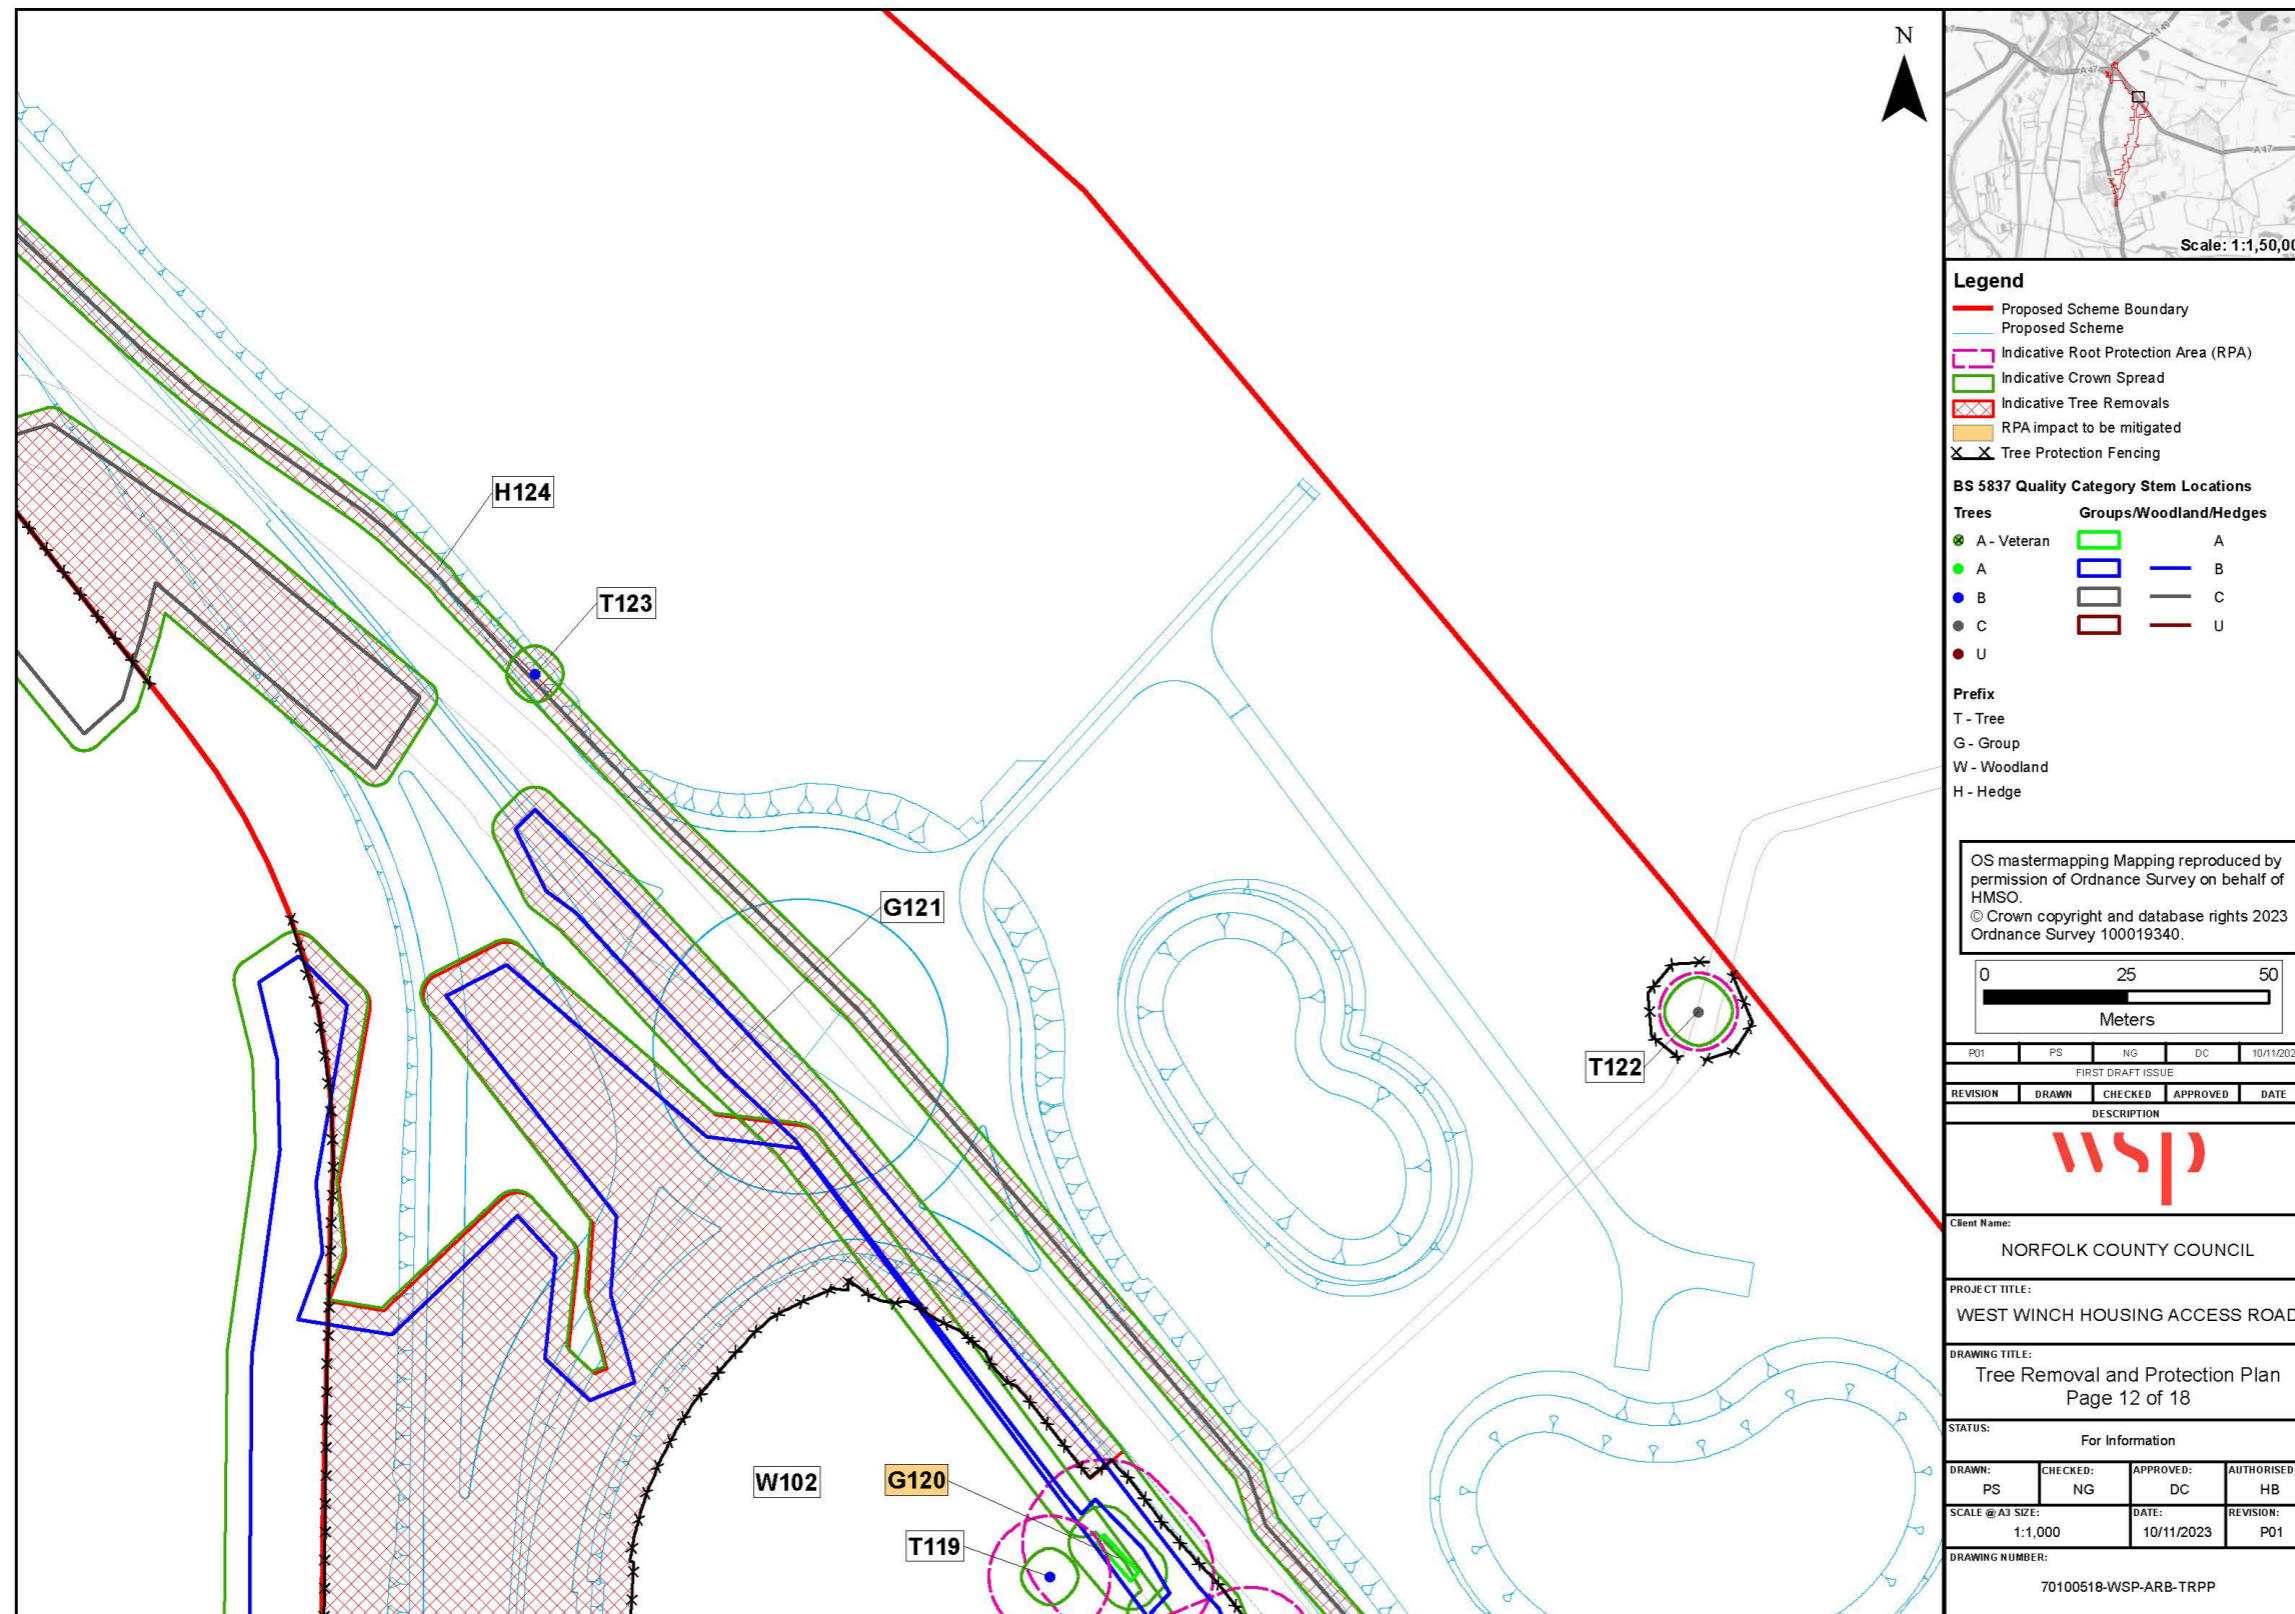 N
H124
T123
G121
T122
W102
G120
T119
A47
A149
A47
Scale: 1:1,50,00
Legend
Proposed Scheme Boundary
Proposed Scheme
Indicative Root Protection Area (RPA)
Indicative Crown Spread
Indicative Tree Removals
RPA impact to be mitigated
X X Tree Protection Fencing
BS 5837 Quality Category Stem Locations
Trees Groups/Woodland/Hedges
A - Veteran A
A B
B C
C U
U
Prefix
T - Tree
G - Group
W - Woodland
H - Hedge
OS mastermapping Mapping reproduced by
permission of Ordnance Survey on behalf of
HMSO.
© Crown copyright and database rights 2023
Ordnance Survey 100019340.
0 25 50
Meters
P01 PS NG DC 10/11/202
FIRST DRAFT ISSUE
REVISION DRAWN CHECKED APPROVED DATE
DESCRIPTION
wsp
Client Name:
NORFOLK COUNTY COUNCIL
PROJECT TITLE:
WEST WINCH HOUSING ACCESS ROAD
DRAWING TITLE:
Tree Removal and Protection Plan
Page 12 of 18
STATUS:
For Information
DRAWN: CHECKED: APPROVED: AUTHORISED:
PS NG DC HB
SCALE @ A3 SIZE: DATE: REVISION:
1:1,000 10/11/2023 P01
DRAWING NUMBER:
70100518-WSP-ARB-TRPP